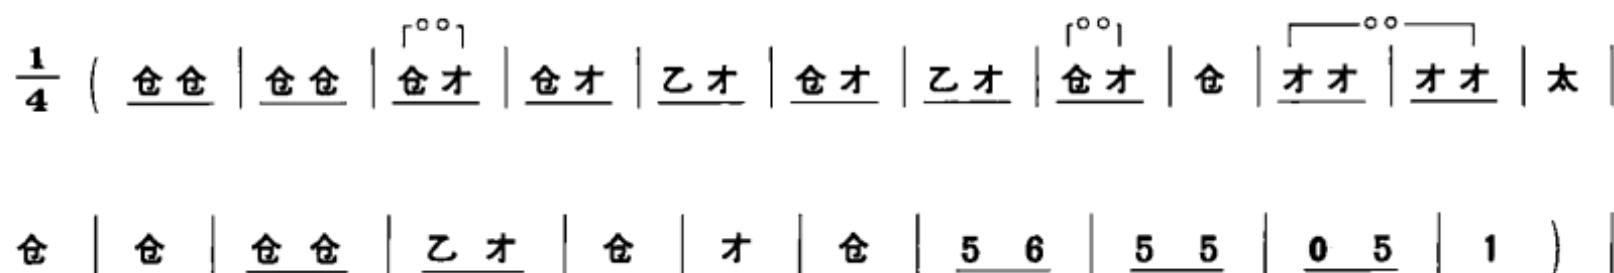 1/4 ( 仓仓 | 仓仓 | 仓才 | 仓才 | 乙才 | 仓才 | 乙才 | 仓才 | 仓 | 才才 | 才才 | 太 |
仓 | 仓 | 仓仓 | 乙才 | 仓 | 才 | 仓 | 5 6 | 5 5 | 0 5 | 1 ) |